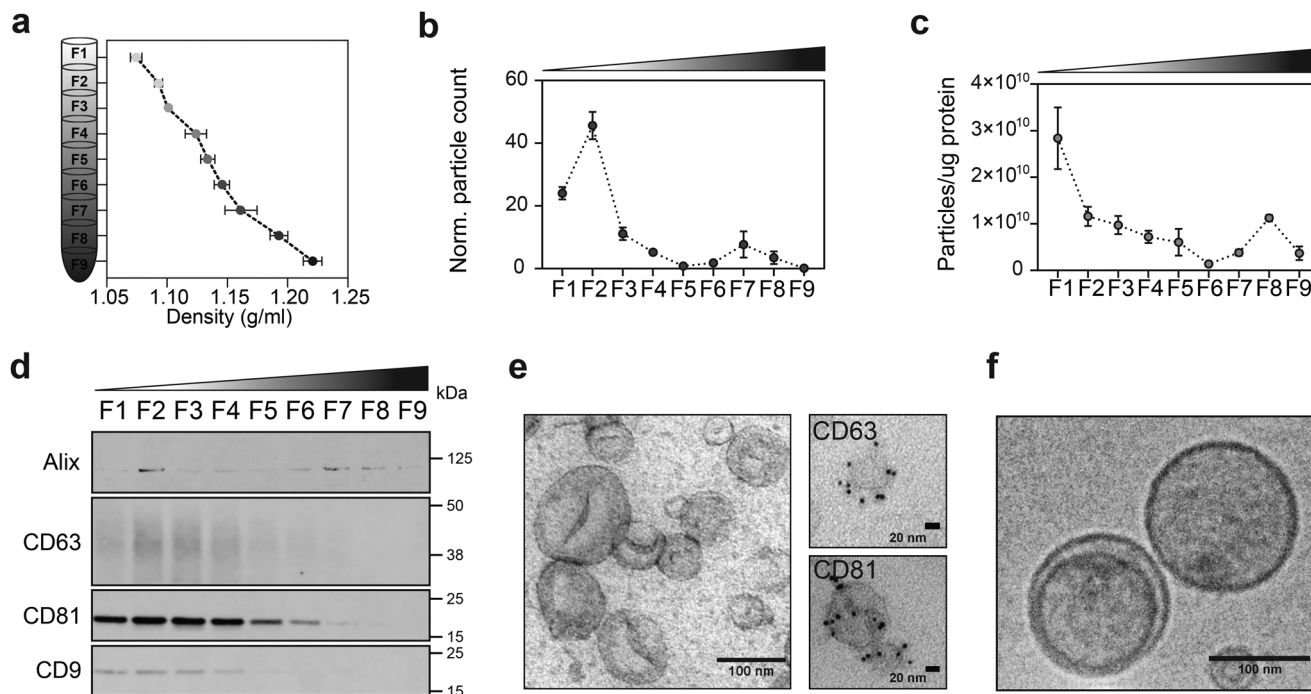 a
F1
F2
F3
F4
F5
F6
F7
F8
F9
1.05 1.10 1.15 1.20 1.25
Density (g/ml)
b
Norm. particle count
60
40
20
0
F1 F2 F3 F4 F5 F6 F7 F8 F9
c
Particles/ug protein
4×10¹⁰
3×10¹⁰
1×10¹⁰
1×10¹⁰
0
F1 F2 F3 F4 F5 F6 F7 F8 F9
d
kDa
F1 F2 F3 F4 F5 F6 F7 F8 F9
Alix
125
CD63
50
38
CD81
25
15
CD9
25
15
e
100 nm
CD63
20 nm
CD81
20 nm
f
100 nm